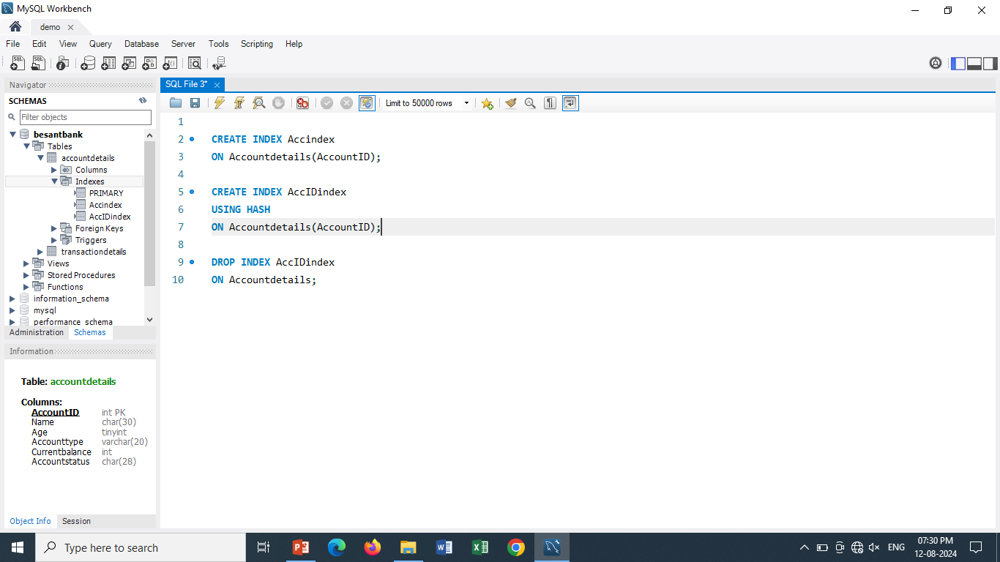 MySQL Workbench
demo
File Edit View Query Database Server Tools Scripting Help
Navigator
SCHEMAS
Filter objects
besantbank
Tables
accountdetails
Columns
Indexes
PRIMARY
Accindex
AccIDindex
Foreign Keys
Triggers
transactiondetails
Views
Stored Procedures
Functions
information_schema
mysql
performance_schema
Administration Schemas
Information
Table: accountdetails
Columns:
AccountID int PK
Name char(30)
Age tinyint
Accounttype varchar(20)
Currentbalance int
Accountstatus char(28)
Object Info Session
SQL File 3*
Limit to 50000 rows
1
2 CREATE INDEX Accindex
3 ON Accountdetails(AccountID);
4
5 CREATE INDEX AccIDindex
6 USING HASH
7 ON Accountdetails(AccountID);
8
9 DROP INDEX AccIDindex
10 ON Accountdetails;
Type here to search
ENG
07:30 PM
12-08-2024